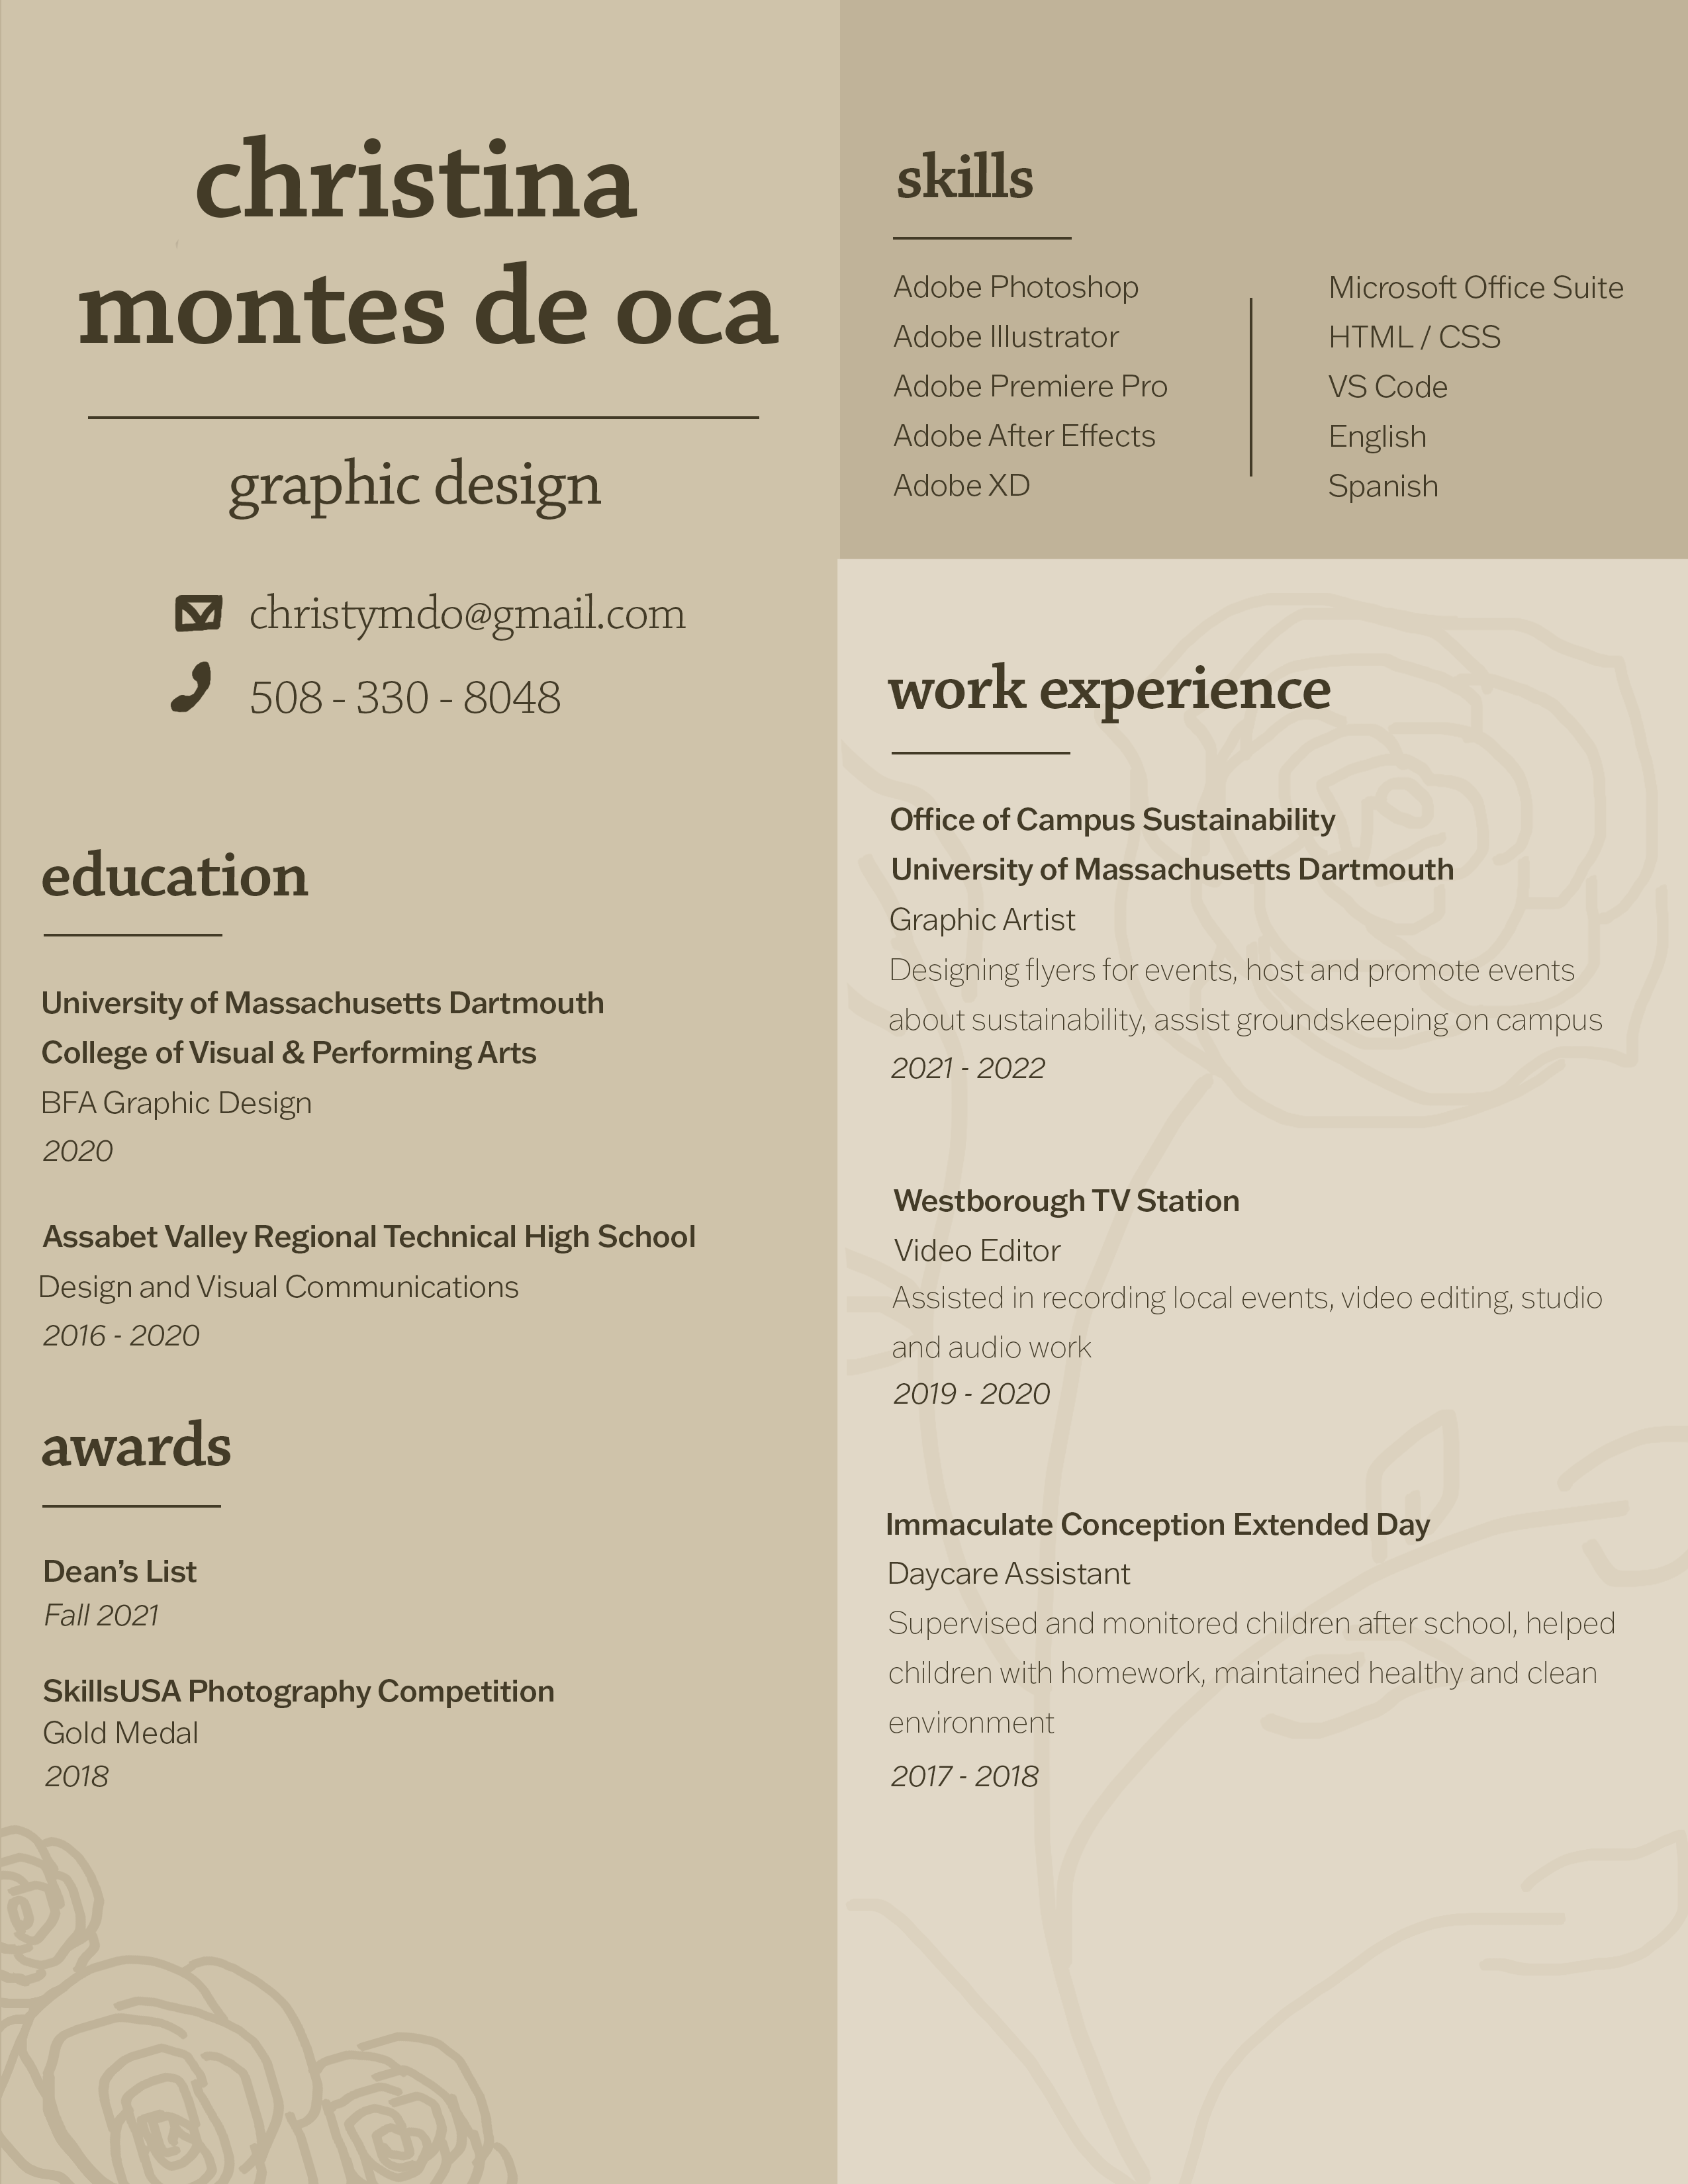 christina
montes de oca
graphic design
christymdo@gmail.com
508 - 330 - 8048
education
University of Massachusetts Dartmouth
College of Visual & Performing Arts
BFA Graphic Design
2020
Assabet Valley Regional Technical High School
Design and Visual Communications
2016 - 2020
awards
Dean's List
Fall 2021
SkillsUSA Photography Competition
Gold Medal
2018
skills
Adobe Photoshop
Adobe Illustrator
Adobe Premiere Pro
Adobe After Effects
Adobe XD
Microsoft Office Suite
HTML / CSS
VS Code
English
Spanish
work experience
Office of Campus Sustainability
University of Massachusetts Dartmouth
Graphic Artist
Designing flyers for events, host and promote events
about sustainability, assist groundskeeping on campus
2021 - 2022
Westborough TV Station
Video Editor
Assisted in recording local events, video editing, studio
and audio work
2019 - 2020
Immaculate Conception Extended Day
Daycare Assistant
Supervised and monitored children after school, helped
children with homework, maintained healthy and clean
environment
2017 - 2018